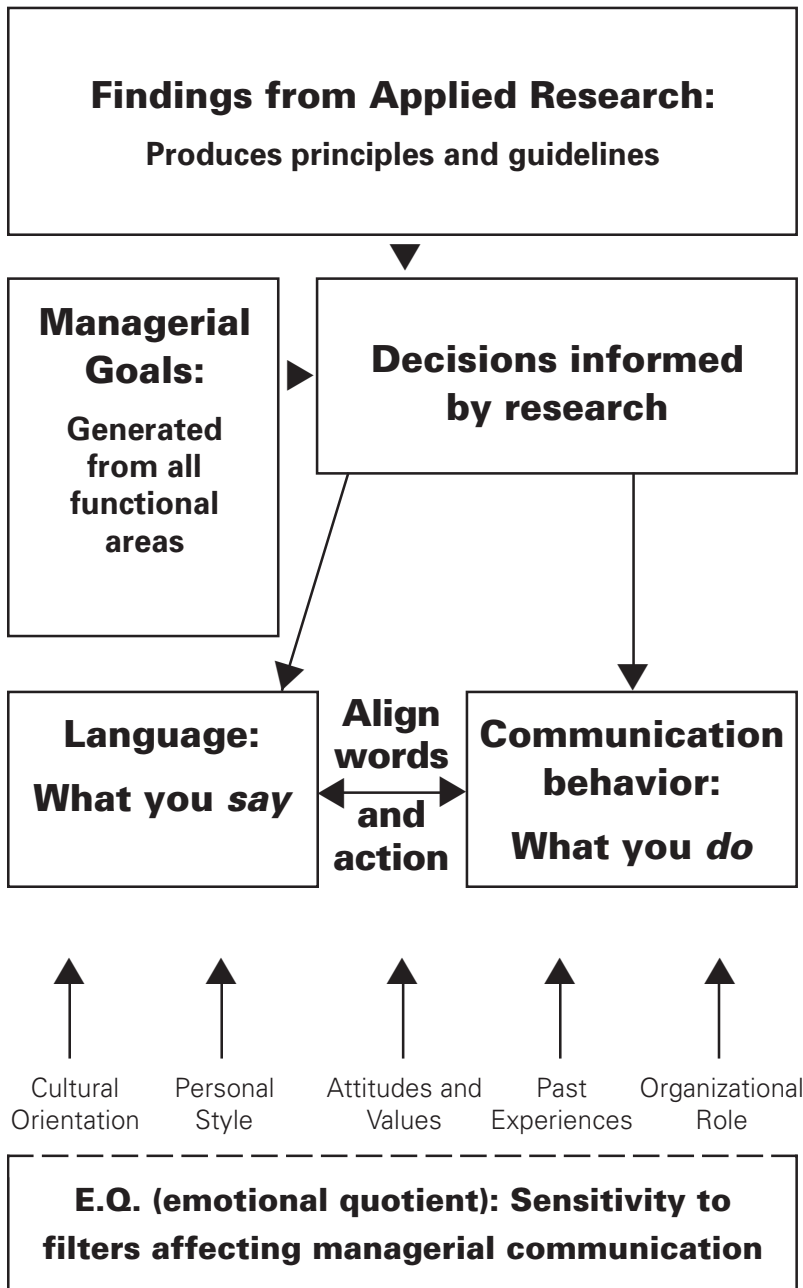 Findings from Applied Research:
Produces principles and guidelines
Managerial
Goals:
Generated
from all
functional
areas
Decisions informed
by research
Language:
What you say
Align
words
and
action
Communication
behavior:
What you do
Cultural
Orientation
Personal
Style
Attitudes and
Values
Past
Experiences
Organizational
Role
E.Q. (emotional quotient): Sensitivity to
filters affecting managerial communication